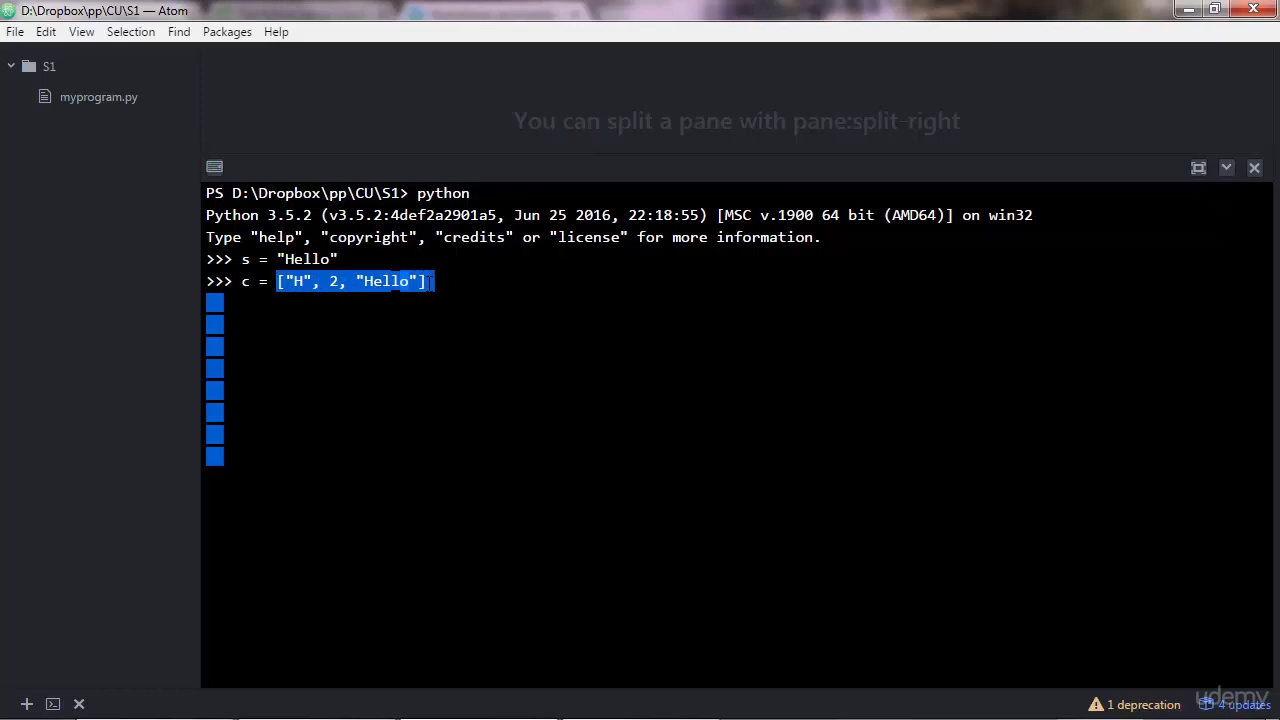 D:\Dropbox\pp\CU\S1 — Atom
File Edit View Selection Find Packages Help
S1
myprogram.py
You can split a pane with pane:split-right
PS D:\Dropbox\pp\CU\S1> python
Python 3.5.2 (v3.5.2:4def2a2901a5, Jun 25 2016, 22:18:55) [MSC v.1900 64 bit (AMD64)] on win32
Type "help", "copyright", "credits" or "license" for more information.
>>> s = "Hello"
>>> c = ["H", 2, "Hello"]
1 deprecation
4 updates
udemy